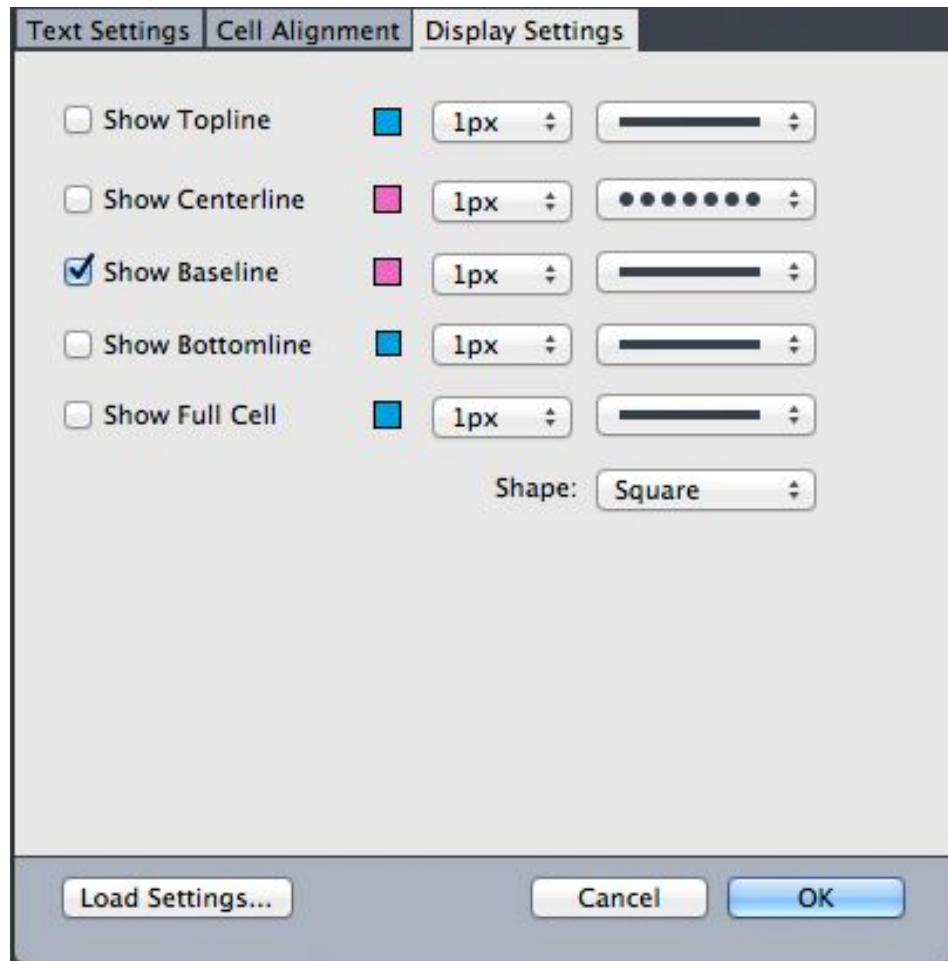 Text Settings Cell Alignment Display Settings
Show Topline 1px
Show Centerline 1px
Show Baseline 1px
Show Bottomline 1px
Show Full Cell 1px
Shape: Square
Load Settings... Cancel OK